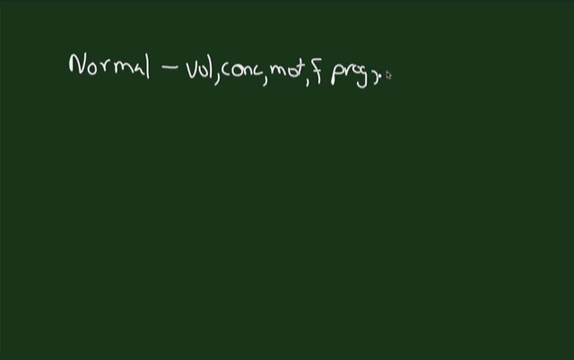 Normal - Vol, conc, mot, f prog,